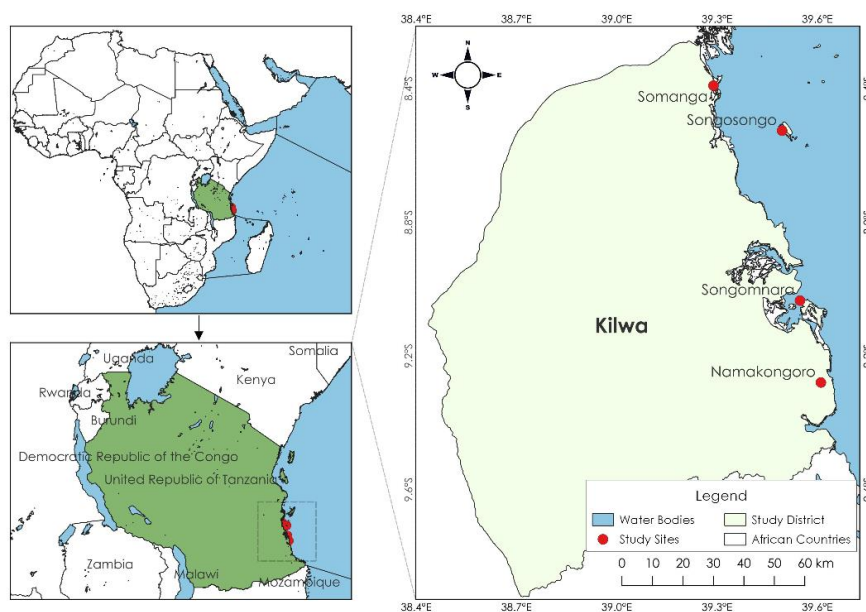 38.4°E 38.7°E 39.0°E 39.3°E 39.6°E
N
W E
S
8.4°S
Somanga
Songosongo
8.8°S
Songomnara
Kilwa
9.2°S
Namakongoro
9.6°S
Legend
Water Bodies Study District
Study Sites African Countries
0 10 20 30 40 50 60 km
38.4°E 38.7°E 39.0°E 39.3°E 39.6°E
Uganda
Somalia
Kenya
Rwanda
Burundi
Democratic Republic of the Congo
United Republic of Tanzania
Zambia
Malawi
Mozambique